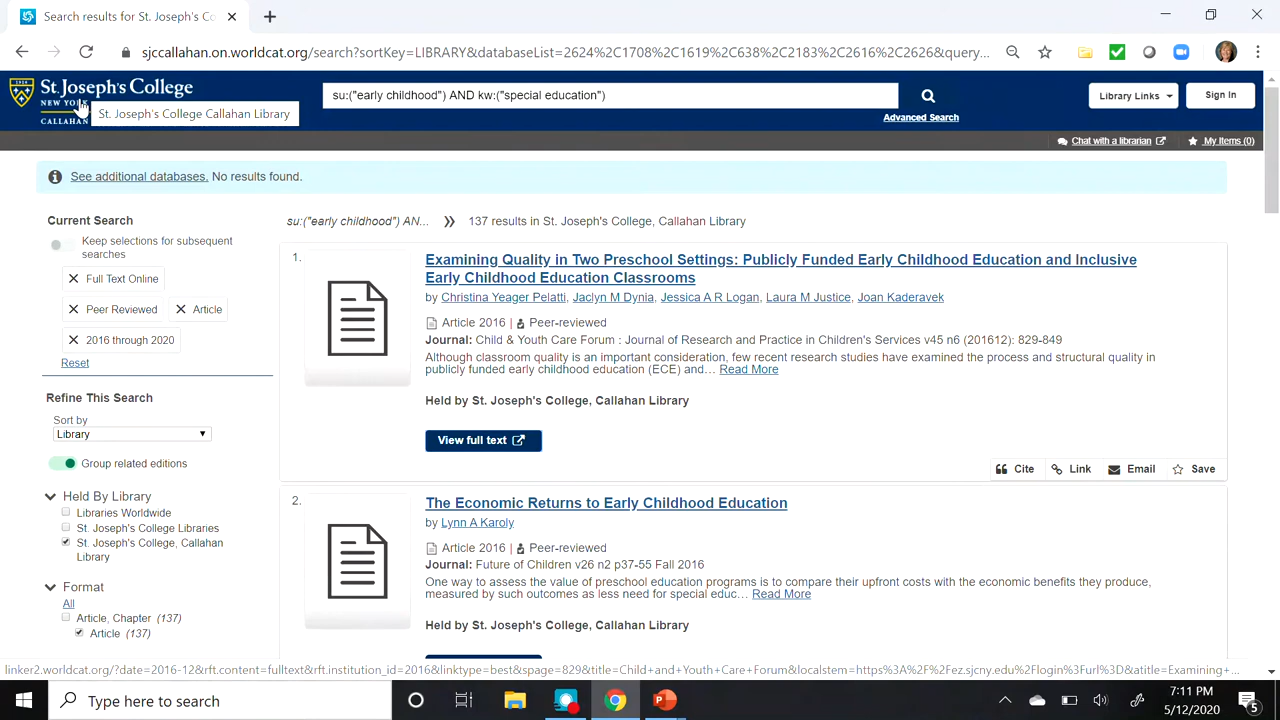 Search results for St. Joseph's Co
sjccallahan.on.worldcat.org/search?sortKey=LIBRARY&databaseList=2624%2C1708%2C1619%2C638%2C2183%2C2616%2C2626&query...
St. Joseph's College
NEW YORK
CALLAHAN
St. Joseph's College Callahan Library
su:("early childhood") AND kw:("special education")
Advanced Search
Library Links
Sign In
Chat with a librarian
My Items (0)
See additional databases. No results found.
Current Search
Keep selections for subsequent
searches
Full Text Online
Peer Reviewed
Article
2016 through 2020
Reset
Refine This Search
Sort by
Library
Group related editions
Held By Library
Libraries Worldwide
St. Joseph's College Libraries
St. Joseph's College, Callahan
Library
Format
All
Article, Chapter (137)
Article (137)
su:("early childhood") AN... 137 results in St. Joseph's College, Callahan Library
1.
Examining Quality in Two Preschool Settings: Publicly Funded Early Childhood Education and Inclusive
Early Childhood Education Classrooms
by Christina Yeager Pelatti, Jaclyn M Dynia, Jessica A R Logan, Laura M Justice, Joan Kaderavek
Article 2016 | Peer-reviewed
Journal: Child & Youth Care Forum : Journal of Research and Practice in Children's Services v45 n6 (201612): 829-849
Although classroom quality is an important consideration, few recent research studies have examined the process and structural quality in
publicly funded early childhood education (ECE) and... Read More
Held by St. Joseph's College, Callahan Library
View full text
Cite
Link
Email
Save
2.
The Economic Returns to Early Childhood Education
by Lynn A Karoly
Article 2016 | Peer-reviewed
Journal: Future of Children v26 n2 p37-55 Fall 2016
One way to assess the value of preschool education programs is to compare their upfront costs with the economic benefits they produce,
measured by such outcomes as less need for special educ... Read More
Held by St. Joseph's College, Callahan Library
linker2.worldcat.org/?date=2016-12&rft.content=fulltext&rft.institution_id=2016&linktype=best&spage=829&title=Child+and+Youth+Care+Forum&localstem=https%3A%2F%2Fez.sjcny.edu%2Flogin%3Furl%3D&atitle=Examining+...
Type here to search
7:11 PM
5/12/2020
5